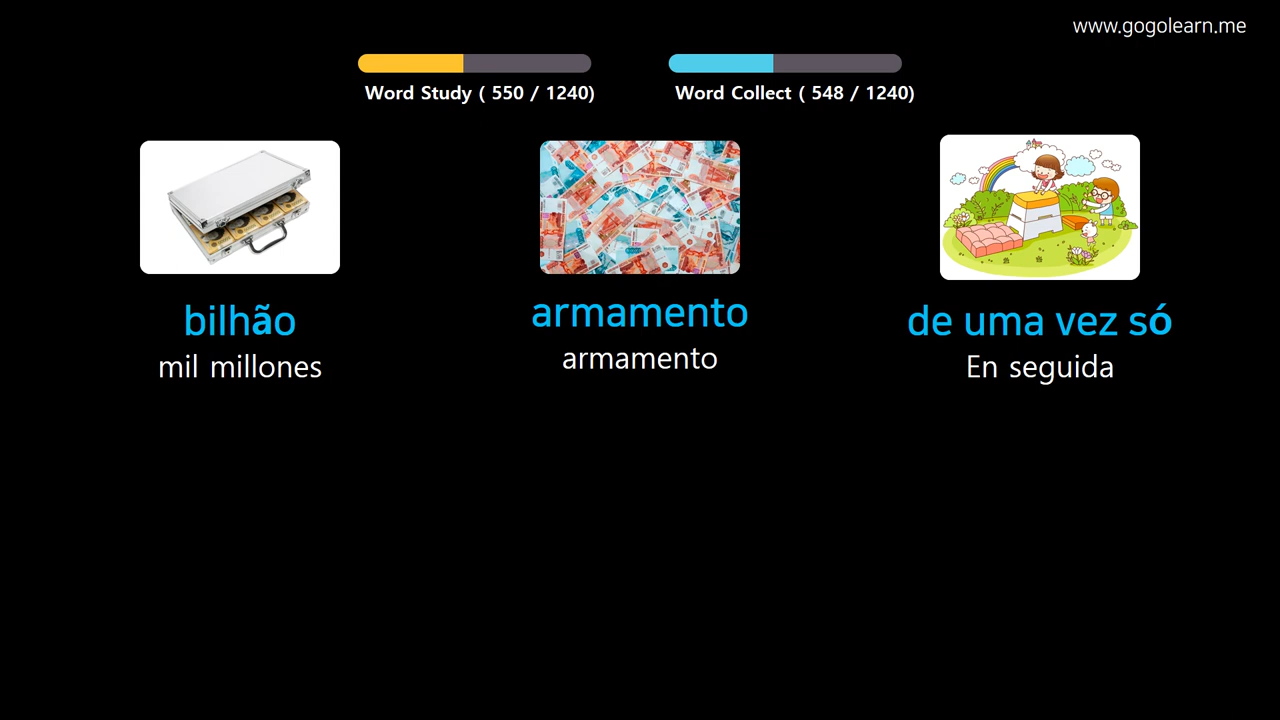 www.gogolearn.me
Word Study ( 550 / 1240)
Word Collect ( 548 / 1240)
bilhão
mil millones
armamento
armamento
de uma vez só
En seguida